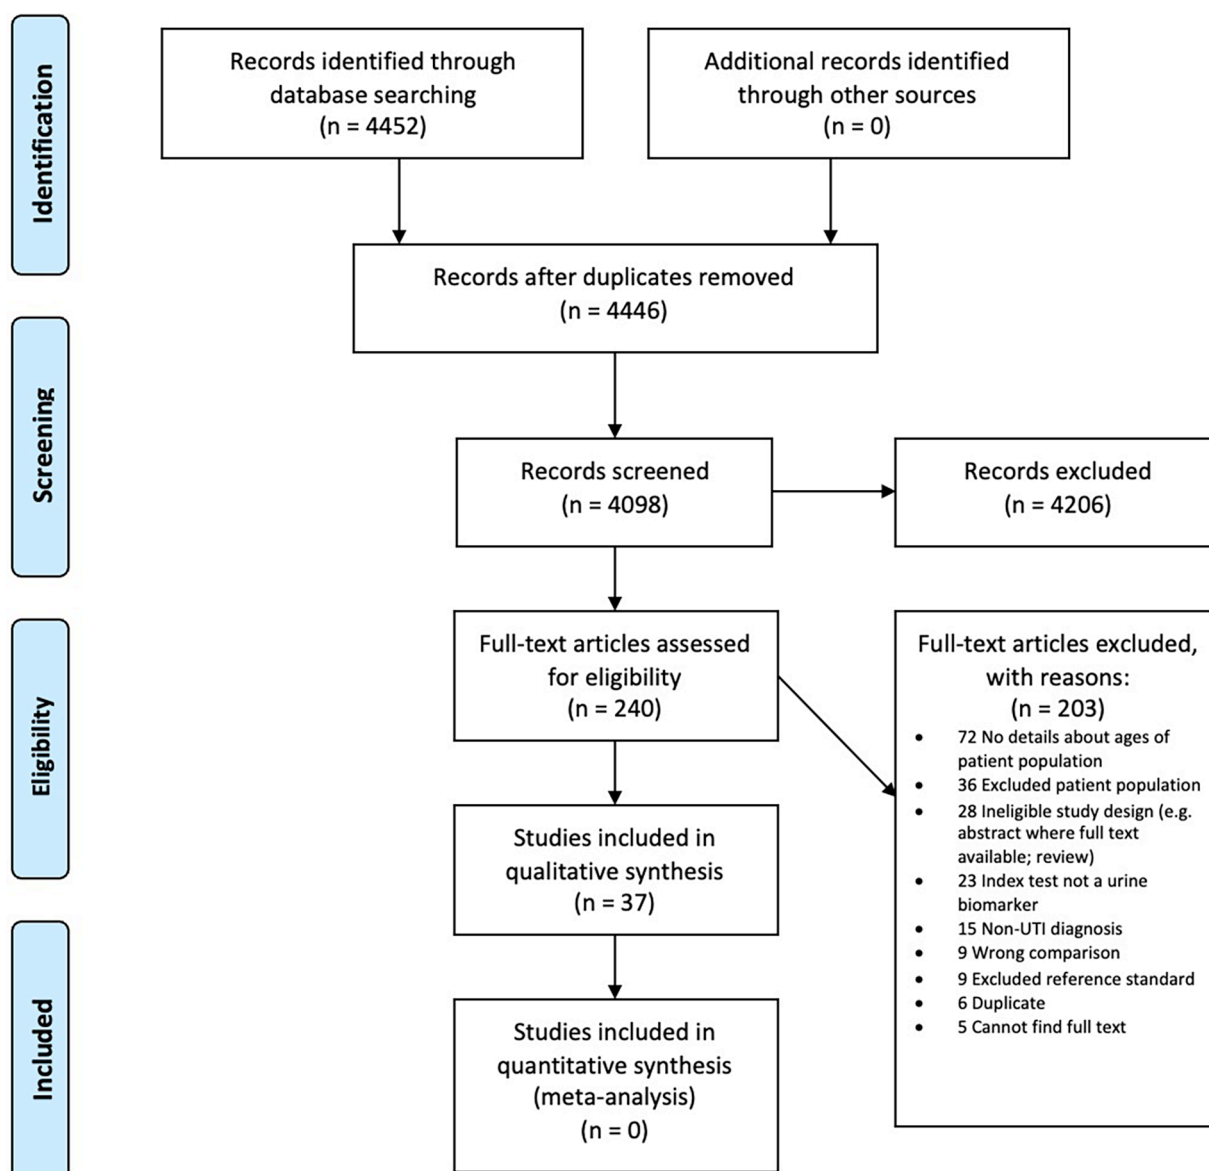 Identification
Records identified through
database searching
(n = 4452)
Additional records identified
through other sources
(n = 0)
Records after duplicates removed
(n = 4446)
Screening
Records screened
(n = 4098)
Records excluded
(n = 4206)
Eligibility
Full-text articles assessed
for eligibility
(n = 240)
Full-text articles excluded,
with reasons:
(n = 203)
• 72 No details about ages of
patient population
• 36 Excluded patient population
• 28 Ineligible study design (e.g.
abstract where full text
available; review)
• 23 Index test not a urine
biomarker
• 15 Non-UTI diagnosis
• 9 Wrong comparison
• 9 Excluded reference standard
• 6 Duplicate
• 5 Cannot find full text
Studies included in
qualitative synthesis
(n = 37)
Included
Studies included in
quantitative synthesis
(meta-analysis)
(n = 0)